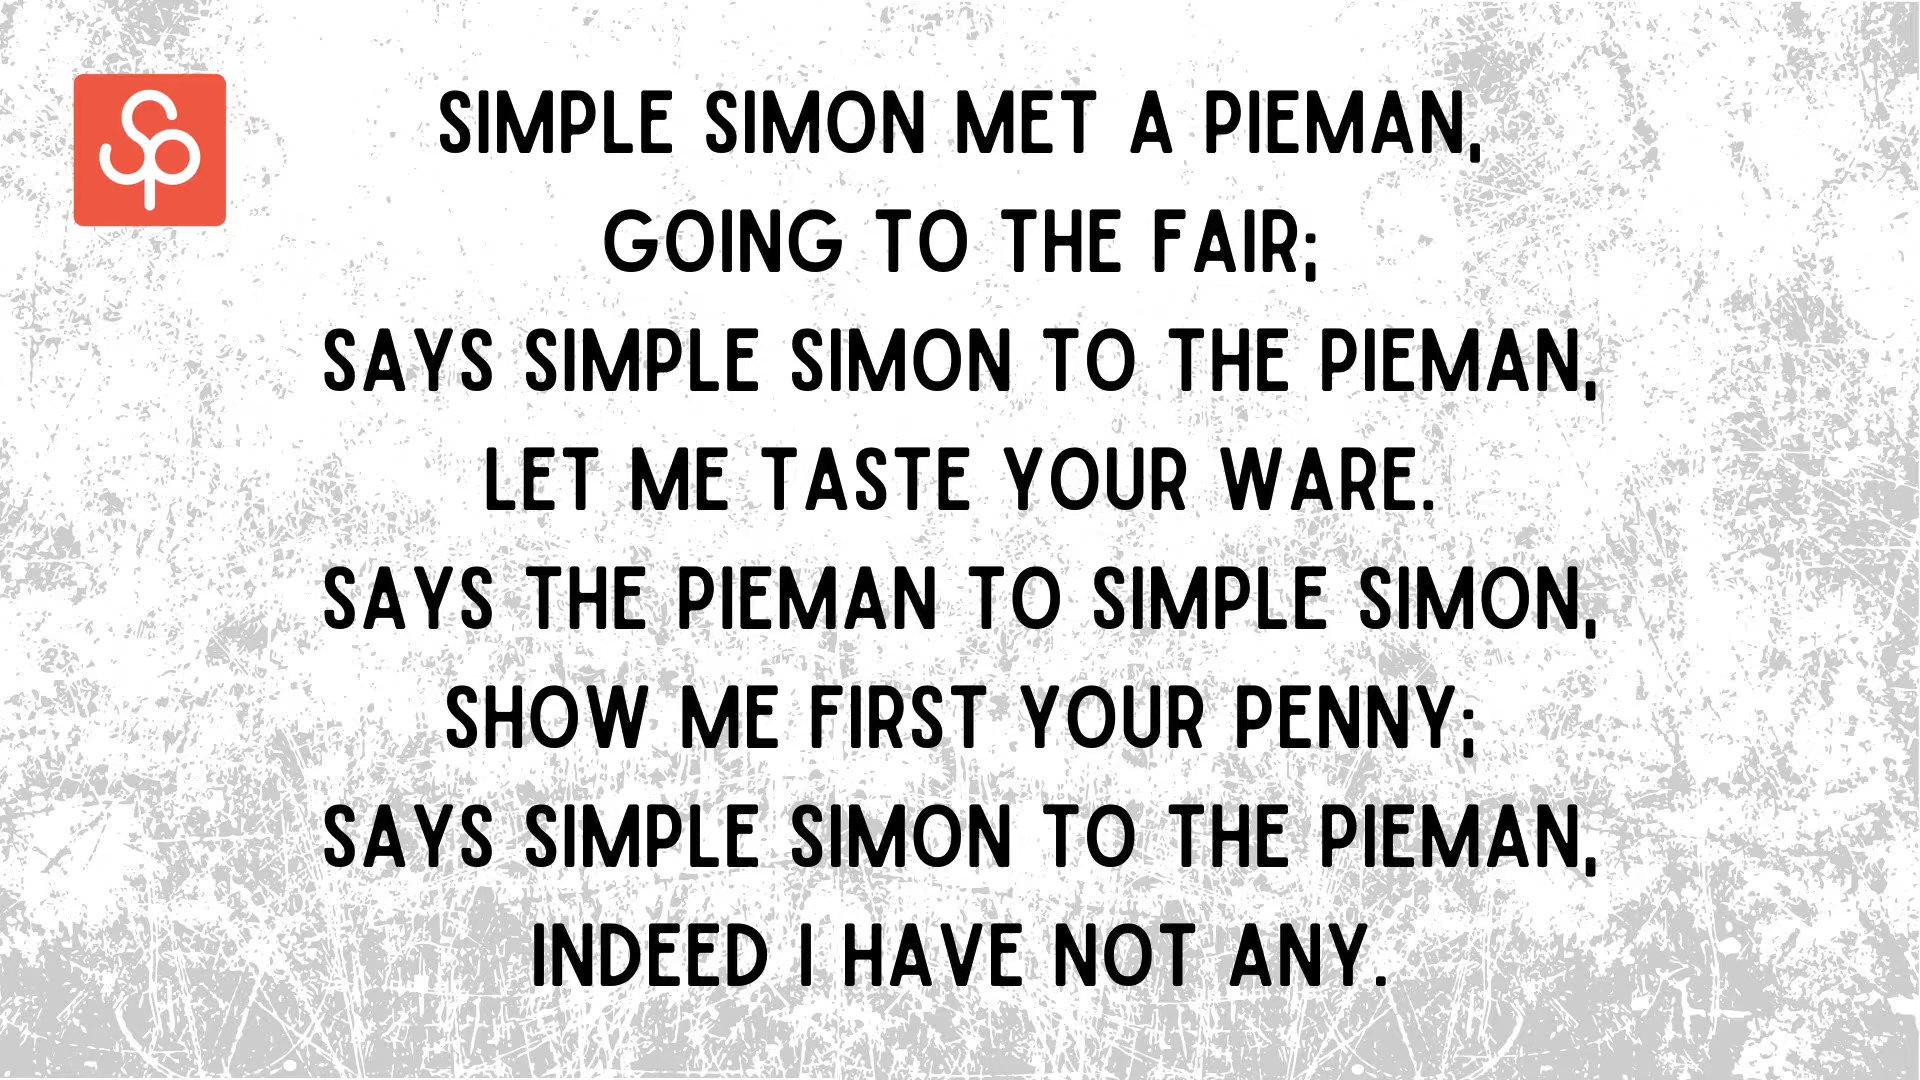 SP
SIMPLE SIMON MET A PIEMAN,
GOING TO THE FAIR;
SAYS SIMPLE SIMON TO THE PIEMAN,
LET ME TASTE YOUR WARE.
SAYS THE PIEMAN TO SIMPLE SIMON,
SHOW ME FIRST YOUR PENNY;
SAYS SIMPLE SIMON TO THE PIEMAN,
INDEED I HAVE NOT ANY.